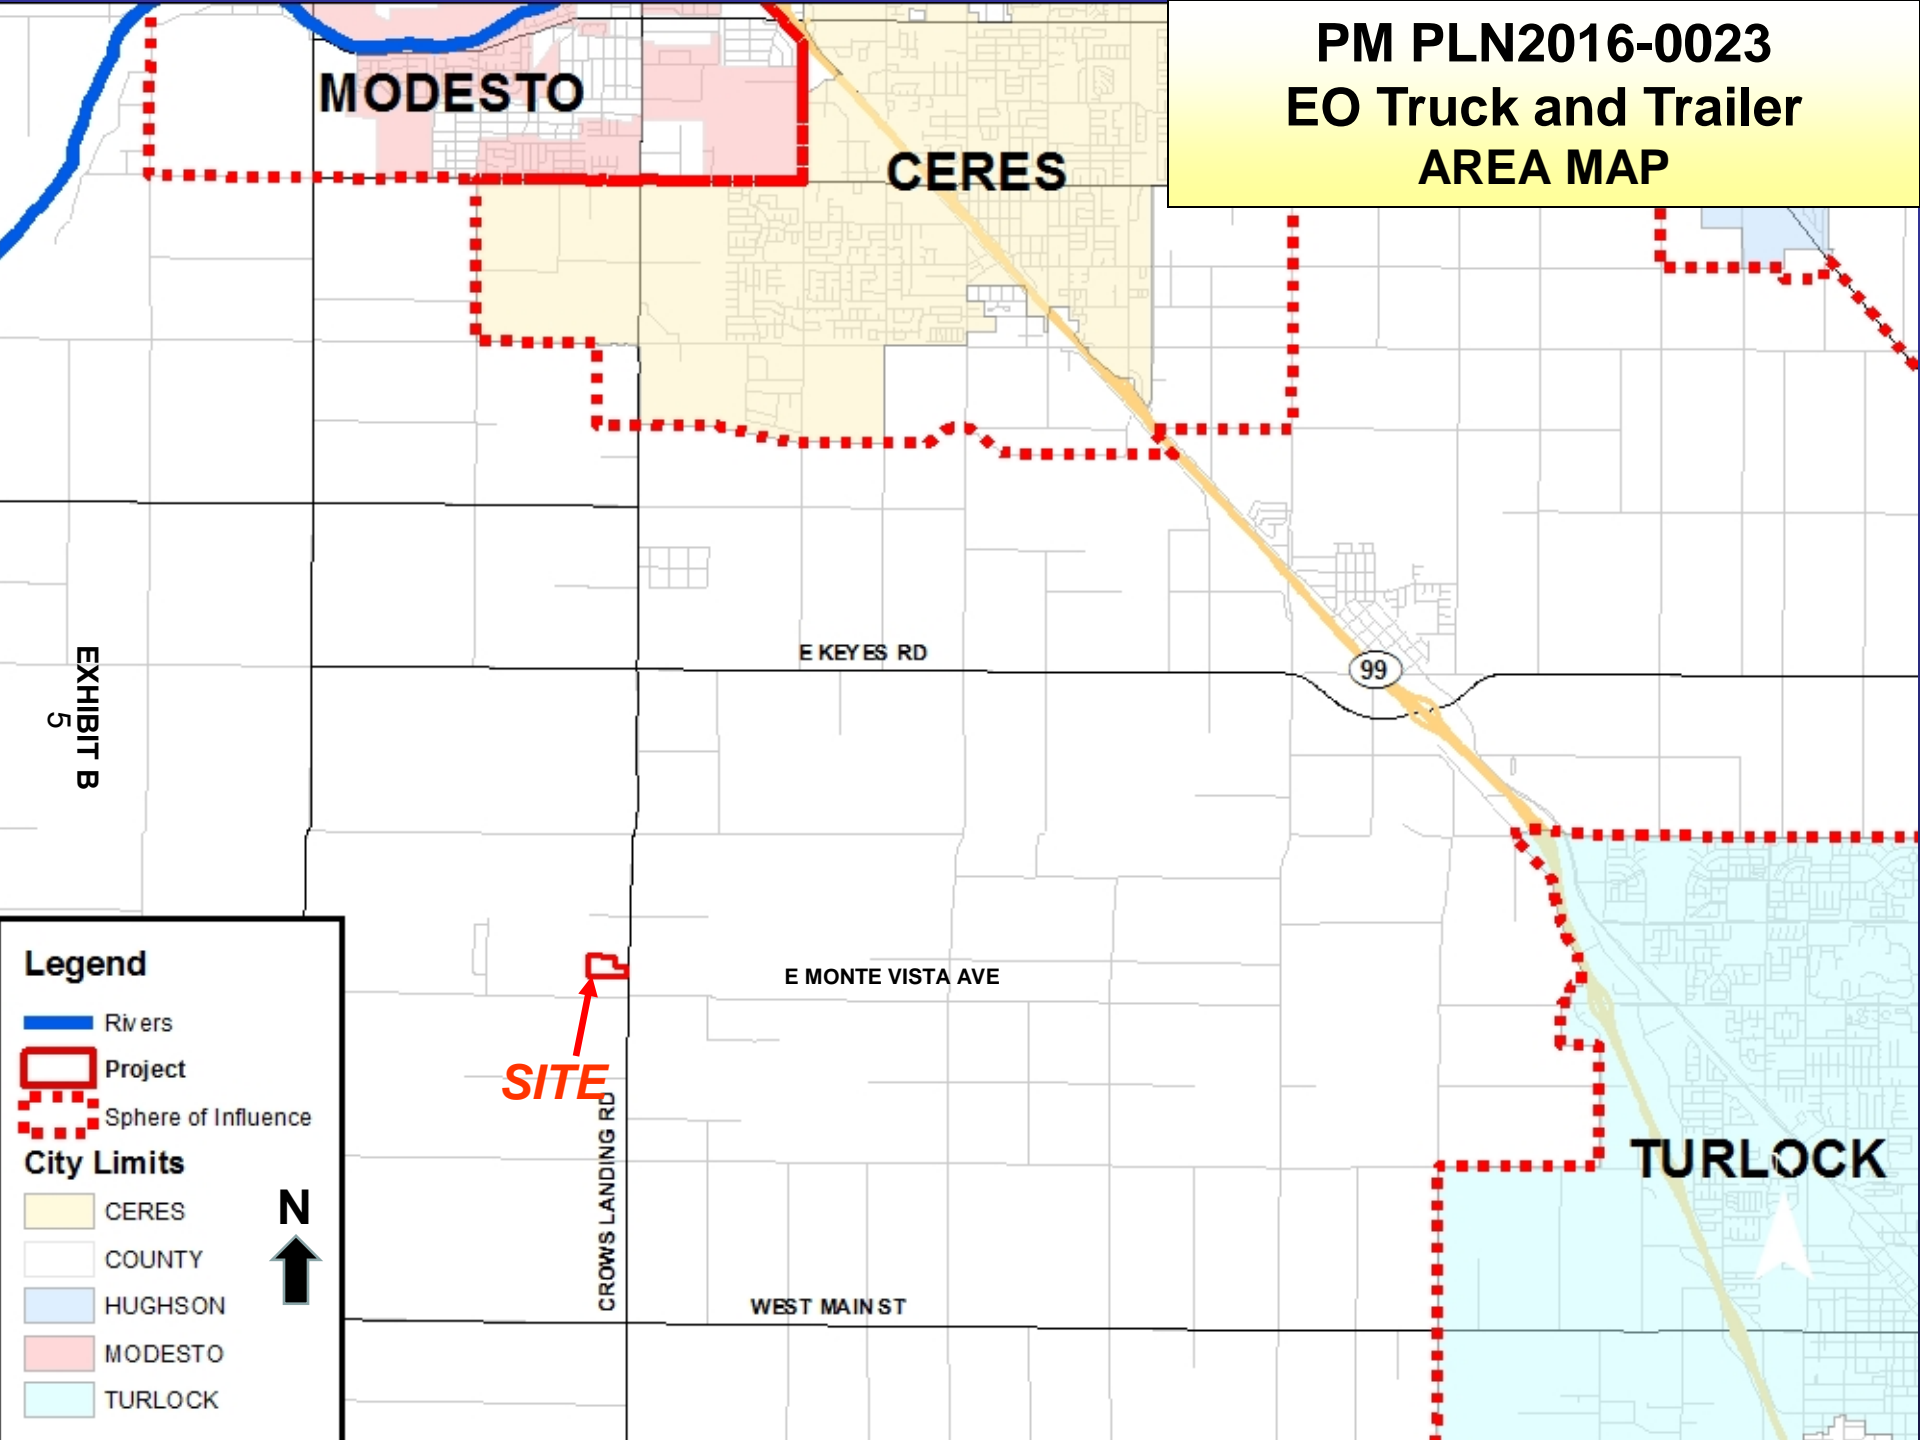 PM PLN2016-0023
EO Truck and Trailer
AREA MAP
MODESTO
CERES
E KEYES RD
99
EXHIBIT B
5
E MONTE VISTA AVE
SITE
CROWS LANDING RD
TURLOCK
WEST MAIN ST
Legend
Rivers
Project
Sphere of Influence
City Limits
CERES
COUNTY
HUGHSON
MODESTO
TURLOCK
N